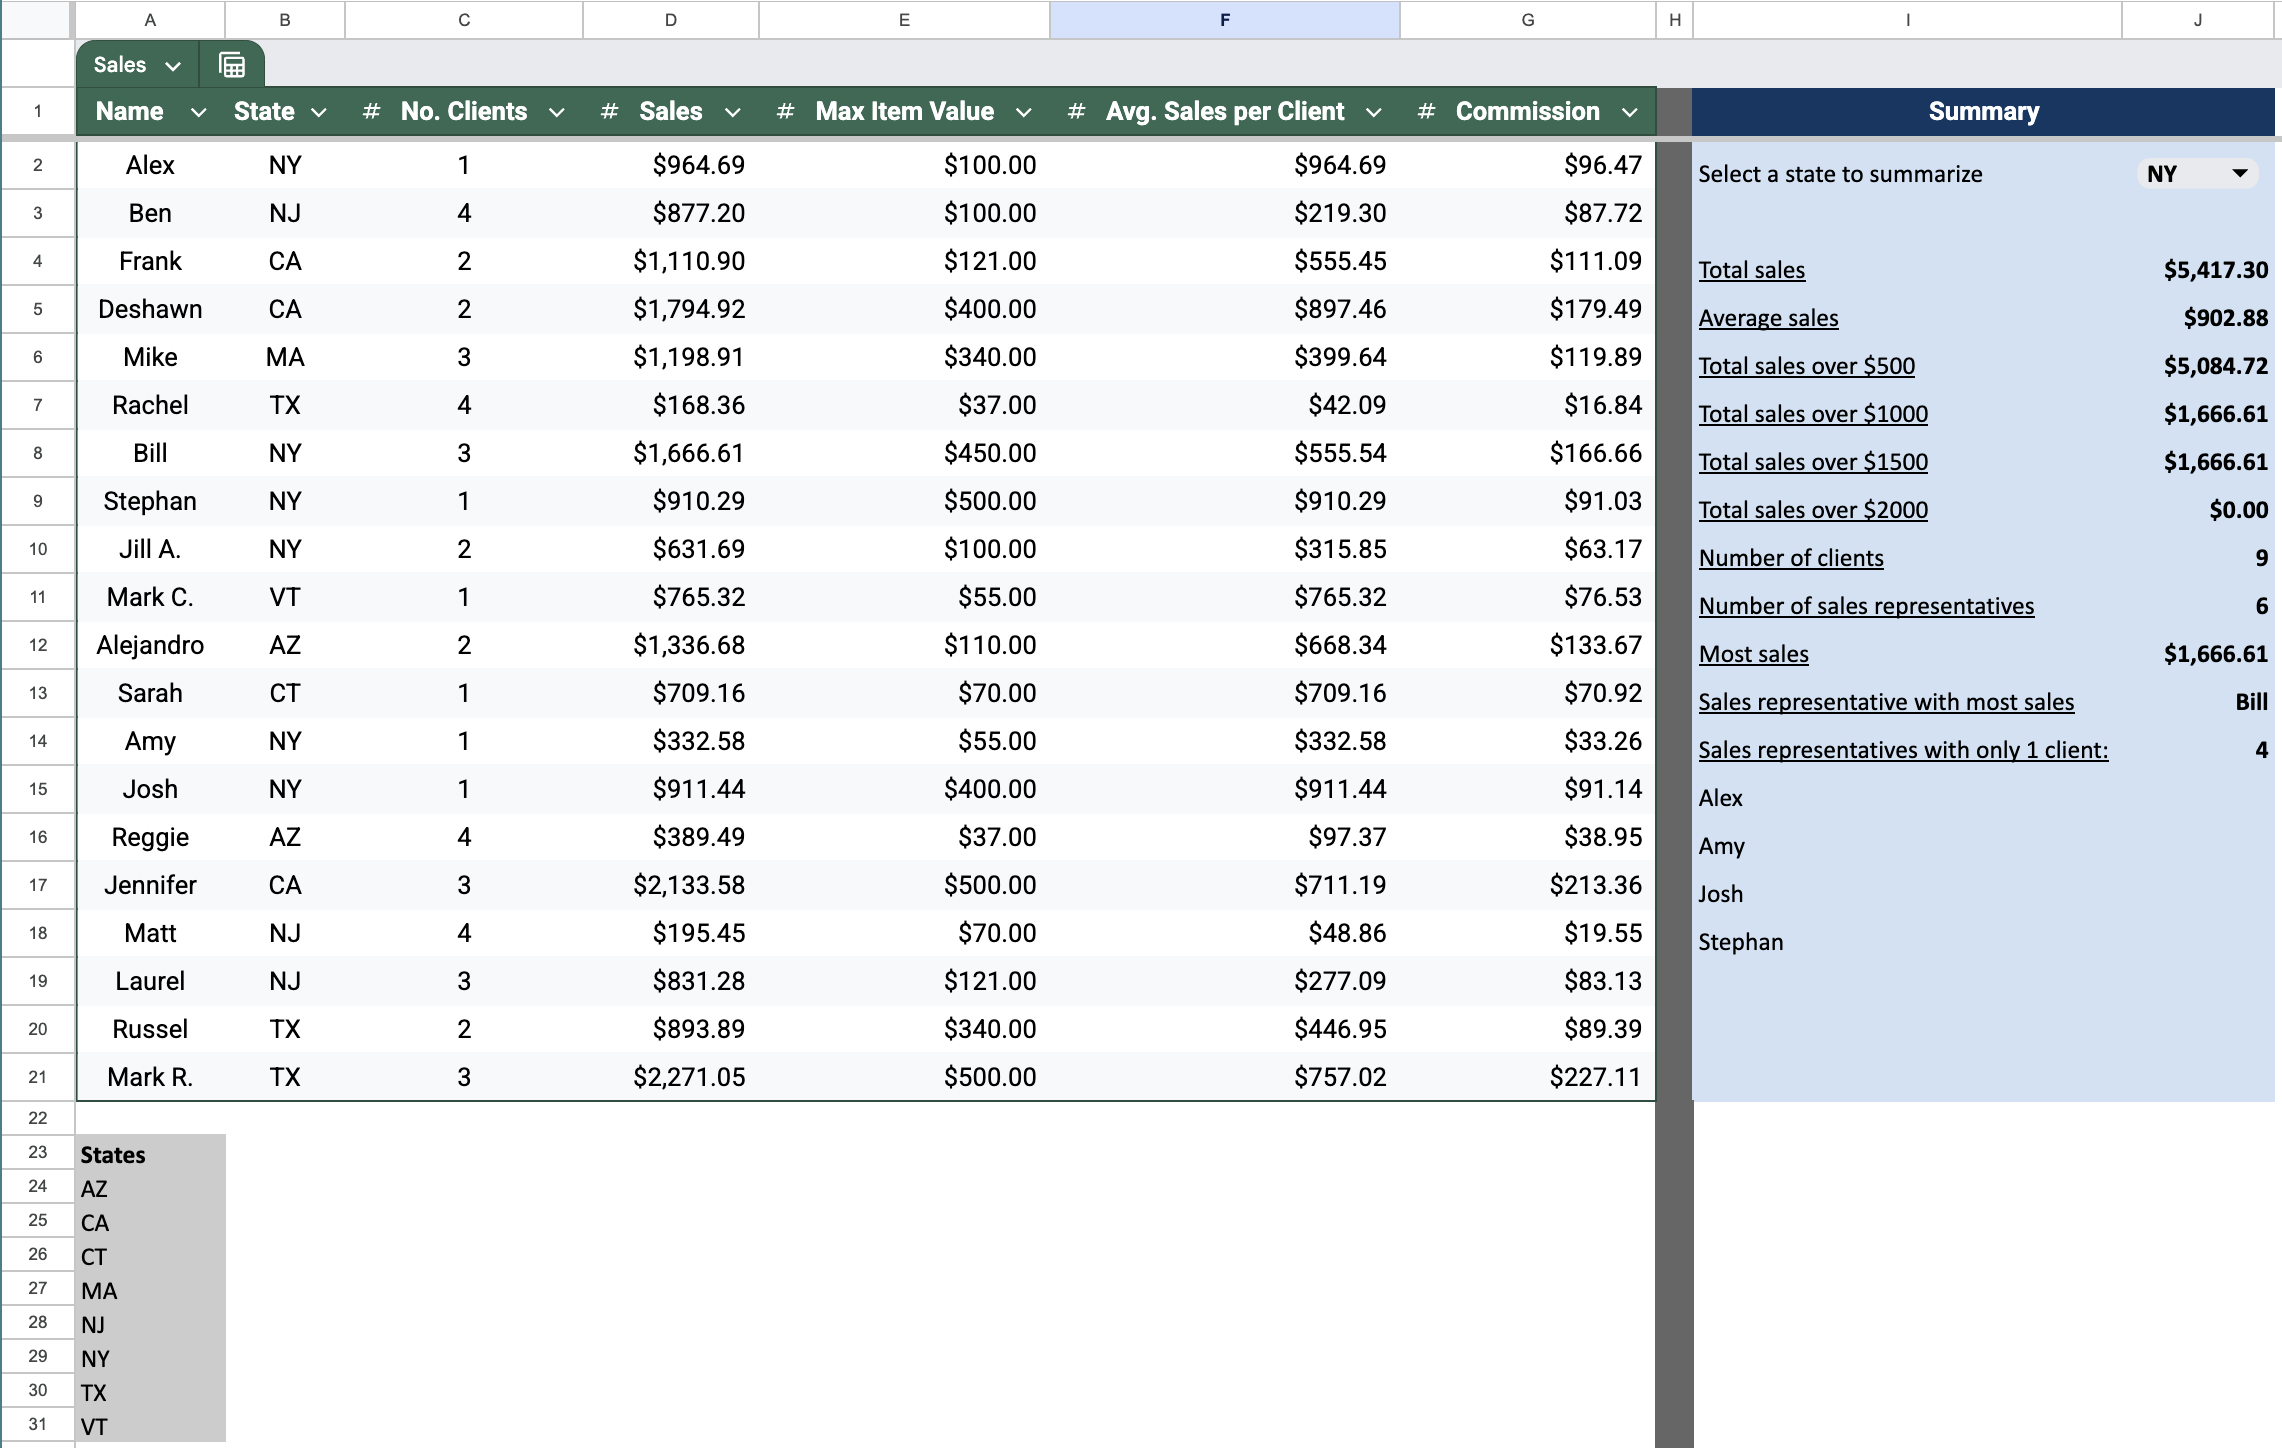 A B C D E F G H I J
Sales
1 Name State # No. Clients # Sales # Max Item Value # Avg. Sales per Client # Commission Summary
2 Alex NY 1 $964.69 $100.00 $964.69 $96.47 Select a state to summarize NY
3 Ben NJ 4 $877.20 $100.00 $219.30 $87.72
4 Frank CA 2 $1,110.90 $121.00 $555.45 $111.09 Total sales $5,417.30
5 Deshawn CA 2 $1,794.92 $400.00 $897.46 $179.49 Average sales $902.88
6 Mike MA 3 $1,198.91 $340.00 $399.64 $119.89 Total sales over $500 $5,084.72
7 Rachel TX 4 $168.36 $37.00 $42.09 $16.84 Total sales over $1000 $1,666.61
8 Bill NY 3 $1,666.61 $450.00 $555.54 $166.66 Total sales over $1500 $1,666.61
9 Stephan NY 1 $910.29 $500.00 $910.29 $91.03 Total sales over $2000 $0.00
10 Jill A. NY 2 $631.69 $100.00 $315.85 $63.17 Number of clients 9
11 Mark C. VT 1 $765.32 $55.00 $765.32 $76.53 Number of sales representatives 6
12 Alejandro AZ 2 $1,336.68 $110.00 $668.34 $133.67 Most sales $1,666.61
13 Sarah CT 1 $709.16 $70.00 $709.16 $70.92 Sales representative with most sales Bill
14 Amy NY 1 $332.58 $55.00 $332.58 $33.26 Sales representatives with only 1 client: 4
15 Josh NY 1 $911.44 $400.00 $911.44 $91.14 Alex
16 Reggie AZ 4 $389.49 $37.00 $97.37 $38.95 Amy
17 Jennifer CA 3 $2,133.58 $500.00 $711.19 $213.36 Josh
18 Matt NJ 4 $195.45 $70.00 $48.86 $19.55 Stephan
19 Laurel NJ 3 $831.28 $121.00 $277.09 $83.13
20 Russel TX 2 $893.89 $340.00 $446.95 $89.39
21 Mark R. TX 3 $2,271.05 $500.00 $757.02 $227.11
22
23 States
24 AZ
25 CA
26 CT
27 MA
28 NJ
29 NY
30 TX
31 VT